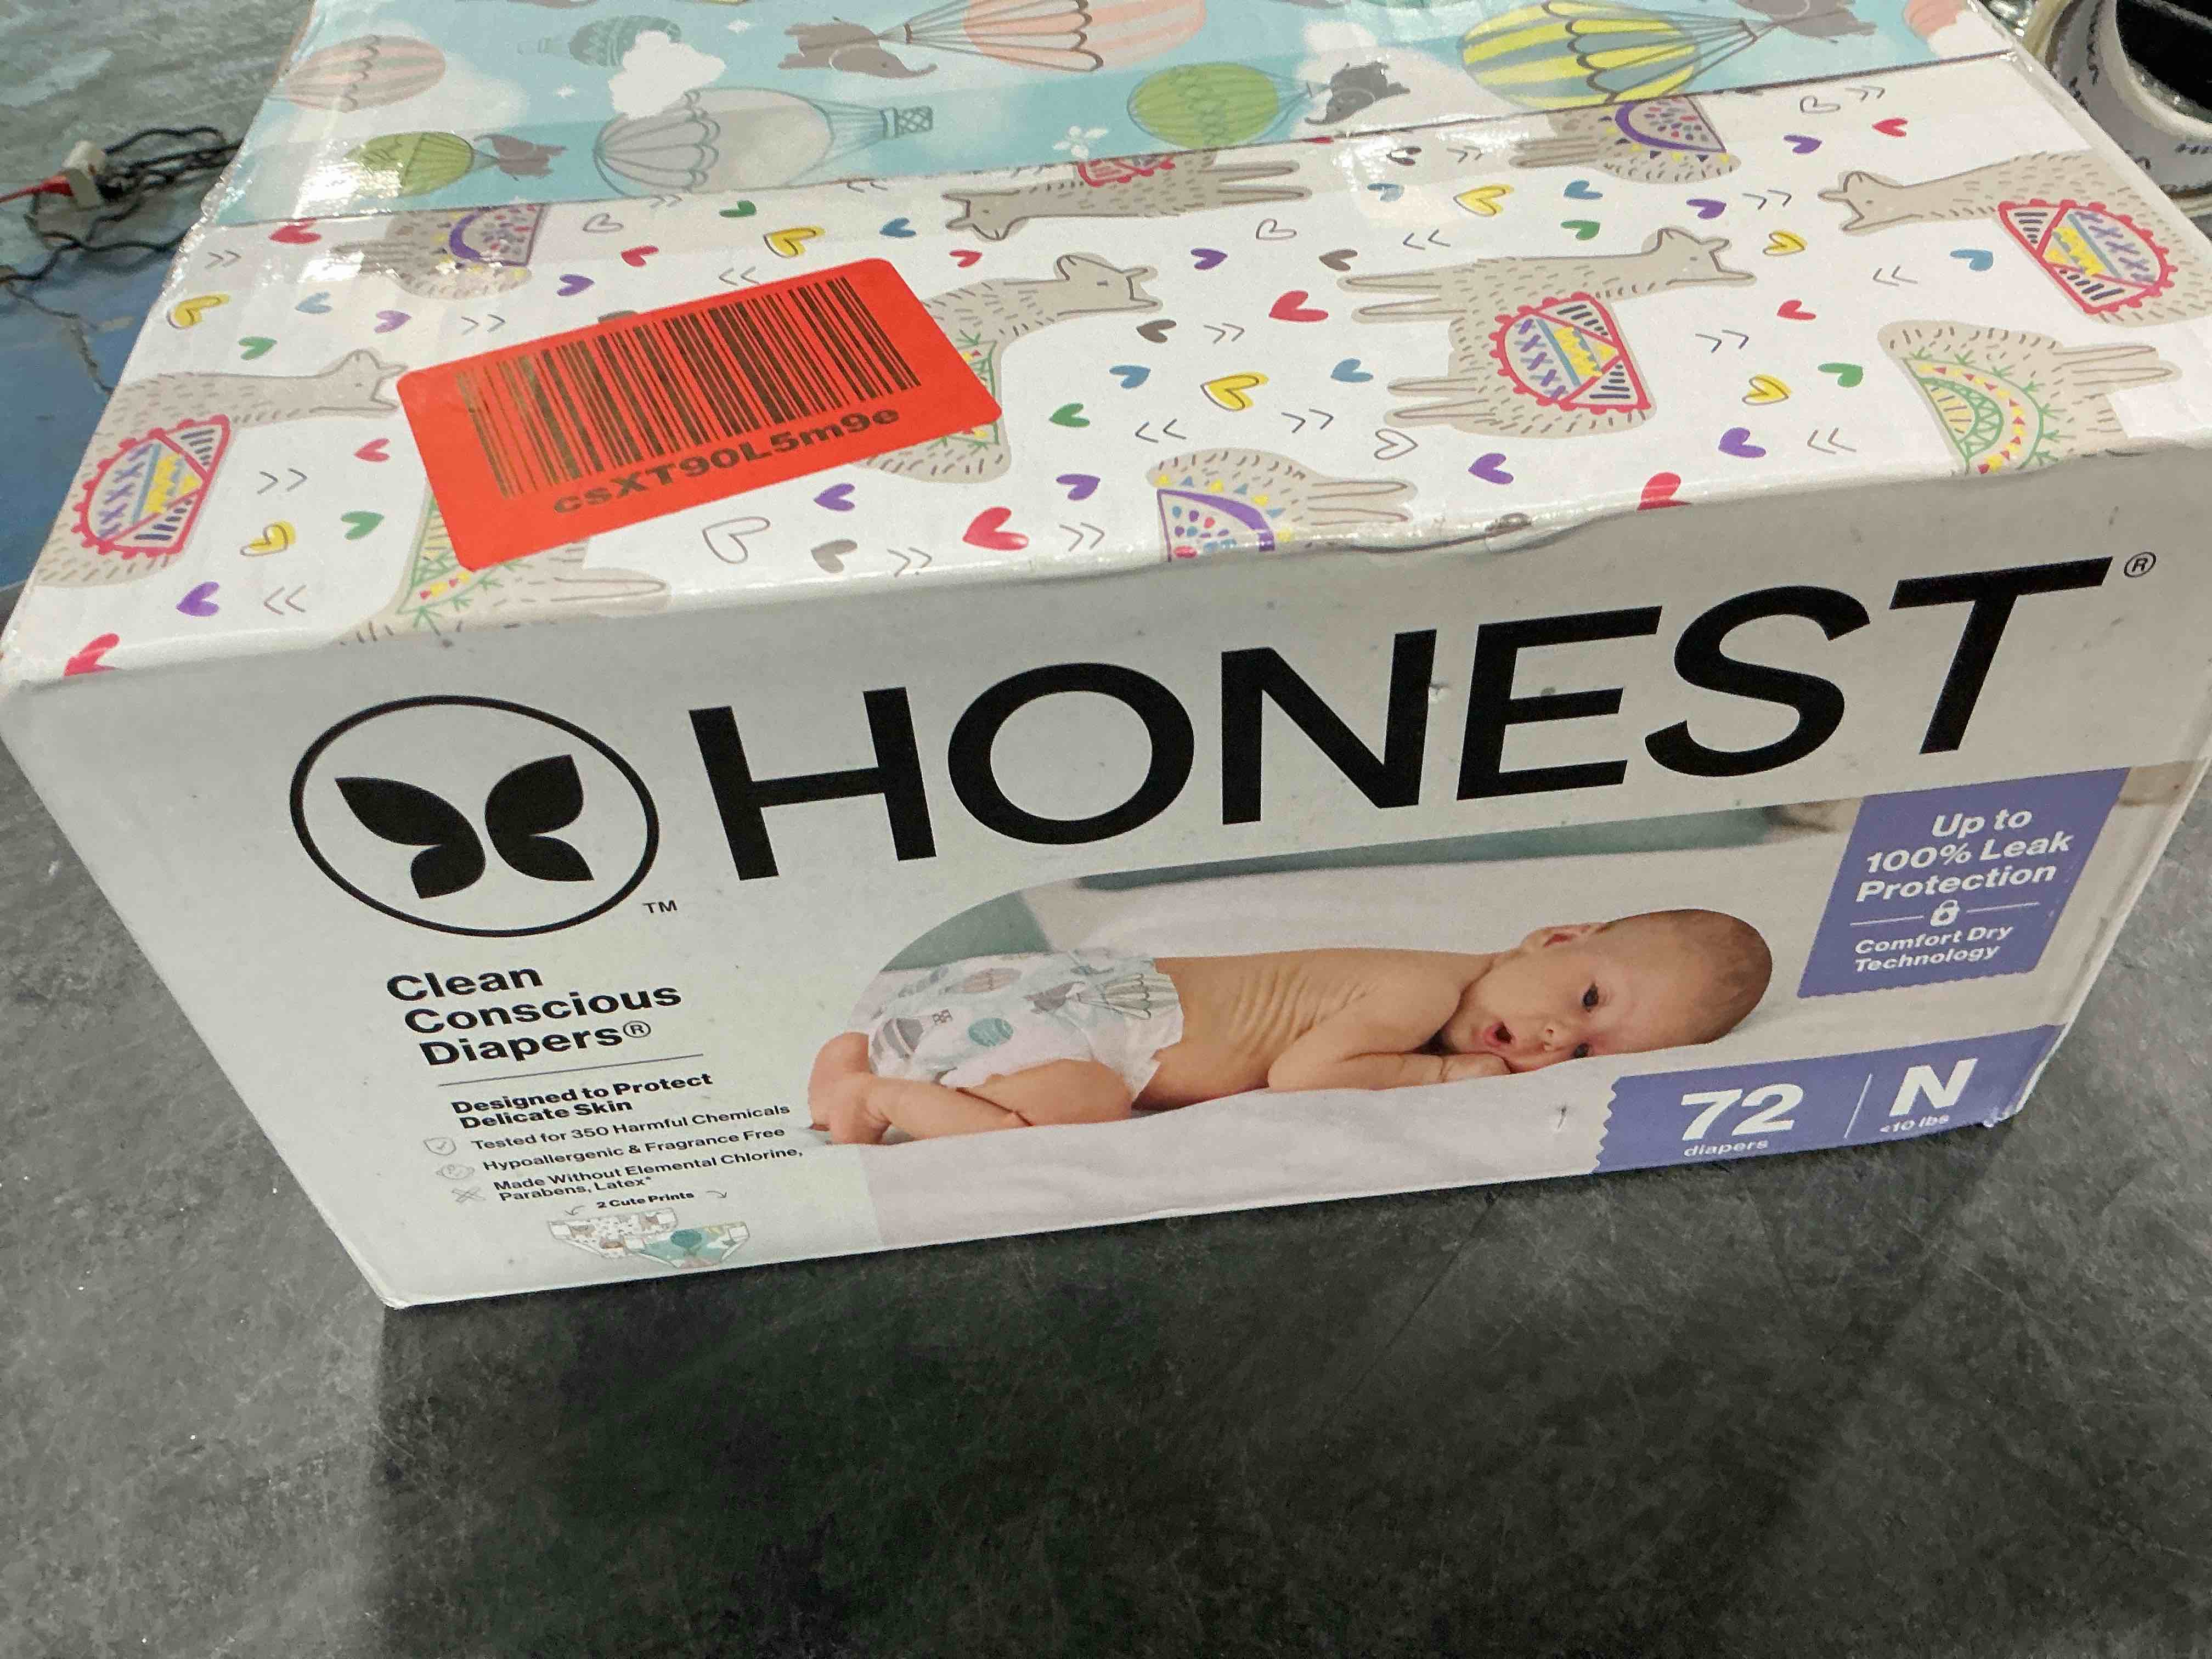 csXT90L5m9e
HONEST®
TM
Clean
Conscious
Diapers®
Designed to Protect
Delicate Skin
Tested for 350 Harmful Chemicals
Hypoallergenic & Fragrance Free
Made Without Elemental Chlorine,
Parabens, Latex*
2 Cute Prints
Up to
100% Leak
Protection
Comfort Dry
Technology
72
diapers
N
<10 lbs